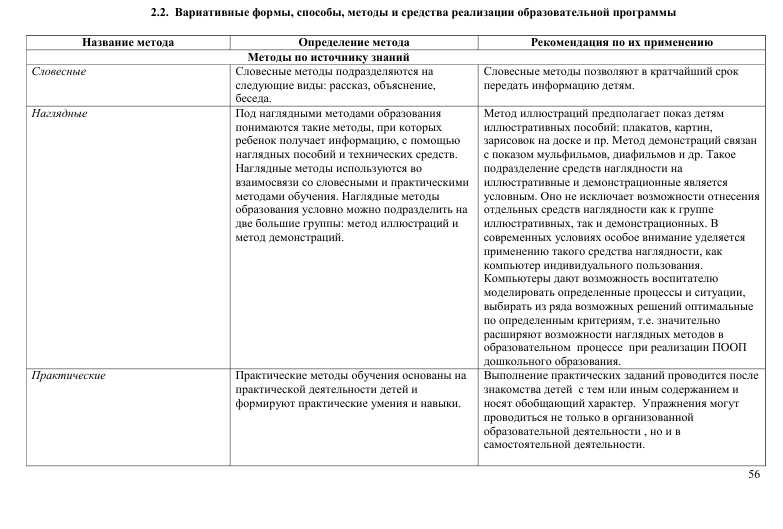 2.2. Вариативные формы, способы, методы и средства реализации образовательной программы
Название метода
Определение метода
Рекомендация по их применению
Методы по источнику знаний
Словесные
Словесные методы подразделяются на
следующие виды: рассказ, объяснение,
беседа.
Словесные методы позволяют в кратчайший срок
передать информацию детям.
Наглядные
Под наглядными методами образования
понимаются такие методы, при которых
ребенок получает информацию, с помощью
наглядных пособий и технических средств.
Наглядные методы используются во
взаимосвязи со словесными и практическими
методами обучения. Наглядные методы
образования условно можно подразделить на
две большие группы: метод иллюстраций и
метод демонстраций.
Метод иллюстраций предполагает показ детям
иллюстративных пособий: плакатов, картин,
зарисовок на доске и пр. Метод демонстраций связан
с показом мульфильмов, диафильмов и др. Такое
подразделение средств наглядности на
иллюстративные и демонстрационные является
условным. Оно не исключает возможности отнесения
отдельных средств наглядности как к группе
иллюстративных, так и демонстрационных. В
современных условиях особое внимание уделяется
применению такого средства наглядности, как
компьютер индивидуального пользования.
Компьютеры дают возможность воспитателю
моделировать определенные процессы и ситуации,
выбирать из ряда возможных решений оптимальные
по определенным критериям, т.е. значительно
расширяют возможности наглядных методов в
образовательном процессе при реализации ПООП
дошкольного образования.
Практические
Практические методы обучения основаны на
практической деятельности детей и
формируют практические умения и навыки.
Выполнение практических заданий проводится после
знакомства детей с тем или иным содержанием и
носят обобщающий характер. Упражнения могут
проводиться не только в организованной
образовательной деятельности , но и в
самостоятельной деятельности.
56